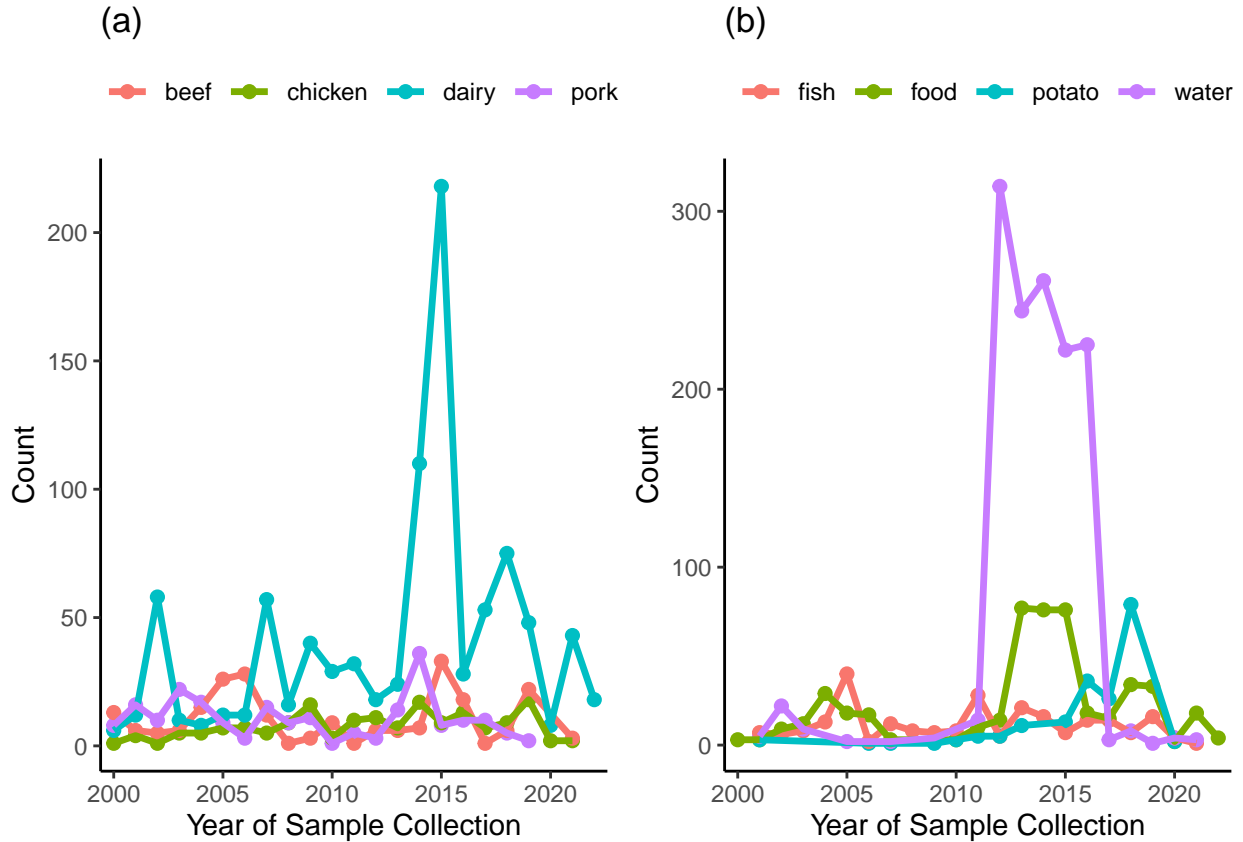 (a)
beef chicken dairy pork
200
150
100
50
0
Count
2000 2005 2010 2015 2020
Year of Sample Collection
(b)
fish food potato water
300
200
100
0
Count
2000 2005 2010 2015 2020
Year of Sample Collection